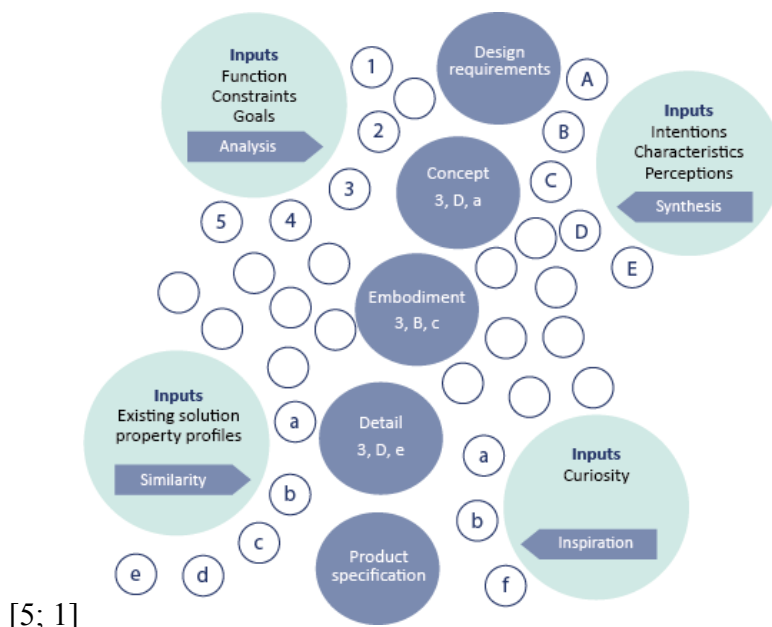 Inputs
Function
Constraints
Goals
Analysis
1
2
3
4
5
Design
requirements
A
B
C
D
E
Inputs
Intentions
Characteristics
Perceptions
Synthesis
Concept
3, D, a
Embodiment
3, B, c
Inputs
Existing solution
property profiles
Similarity
a
b
c
d
e
Detail
3, D, e
Product
specification
a
b
f
Inputs
Curiosity
Inspiration
[5; 1]